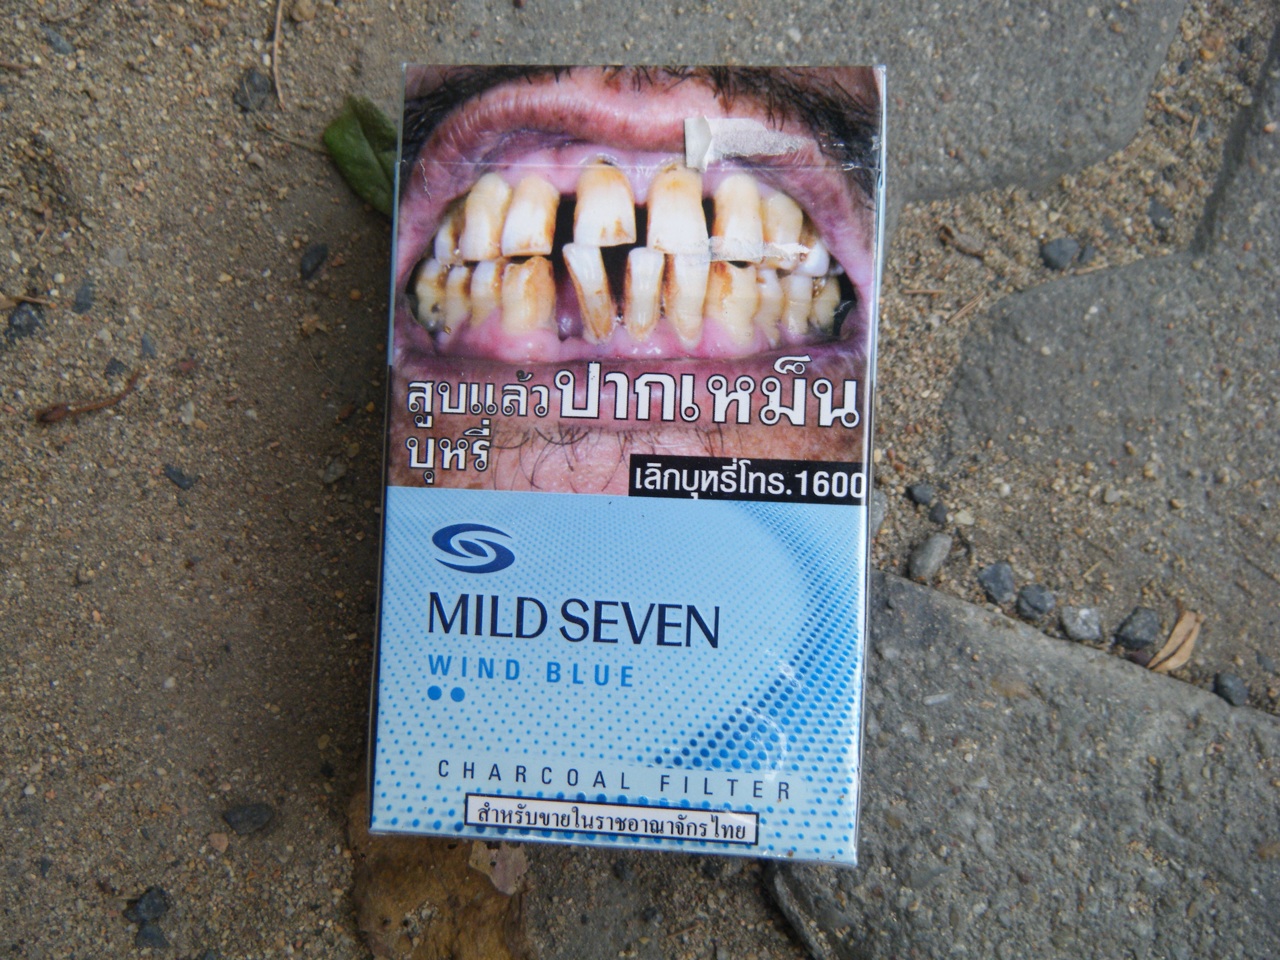 สูบแล้วปากเหม็น
บุหรี่
เลิกบุหรี่โทร.1600
MILD SEVEN
WIND BLUE
CHARCOAL FILTER
สำหรับขายในราชอาณาจักรไทย